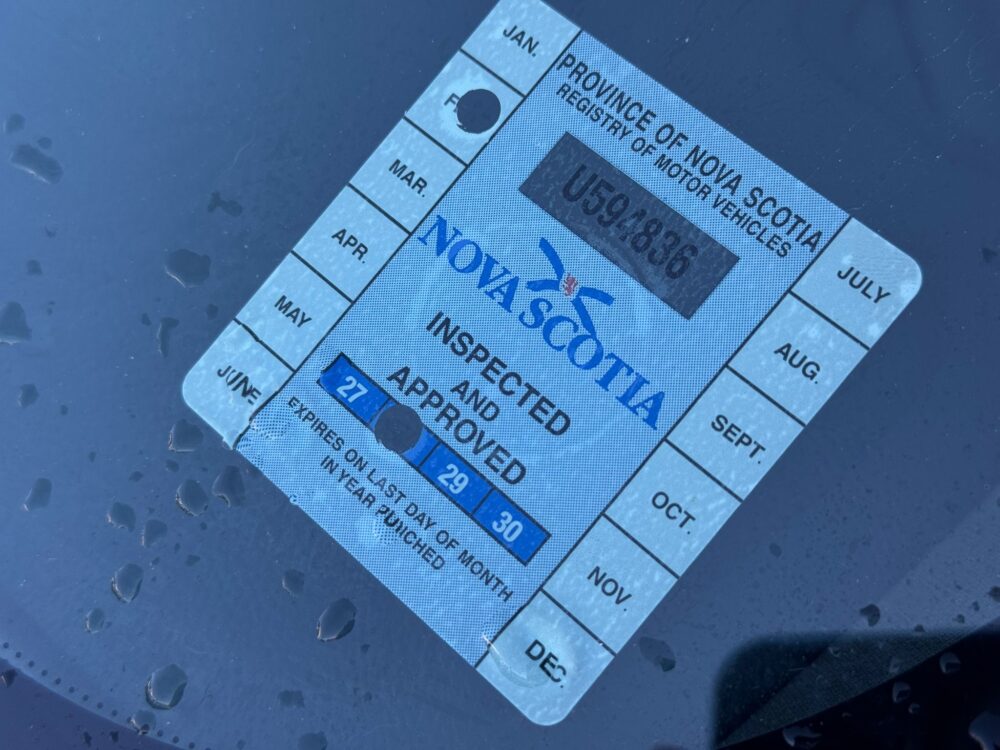 JAN.
MAR.
APR.
MAY
JUNE
PROVINCE OF NOVA SCOTIA
REGISTRY OF MOTOR VEHICLES
U594836
NOVA SCOTIA
INSPECTED
AND
APPROVED
27 29 30
EXPIRES ON LAST DAY OF MONTH
IN YEAR PUNCHED
JULY
AUG.
SEPT.
OCT.
NOV.
DEC.